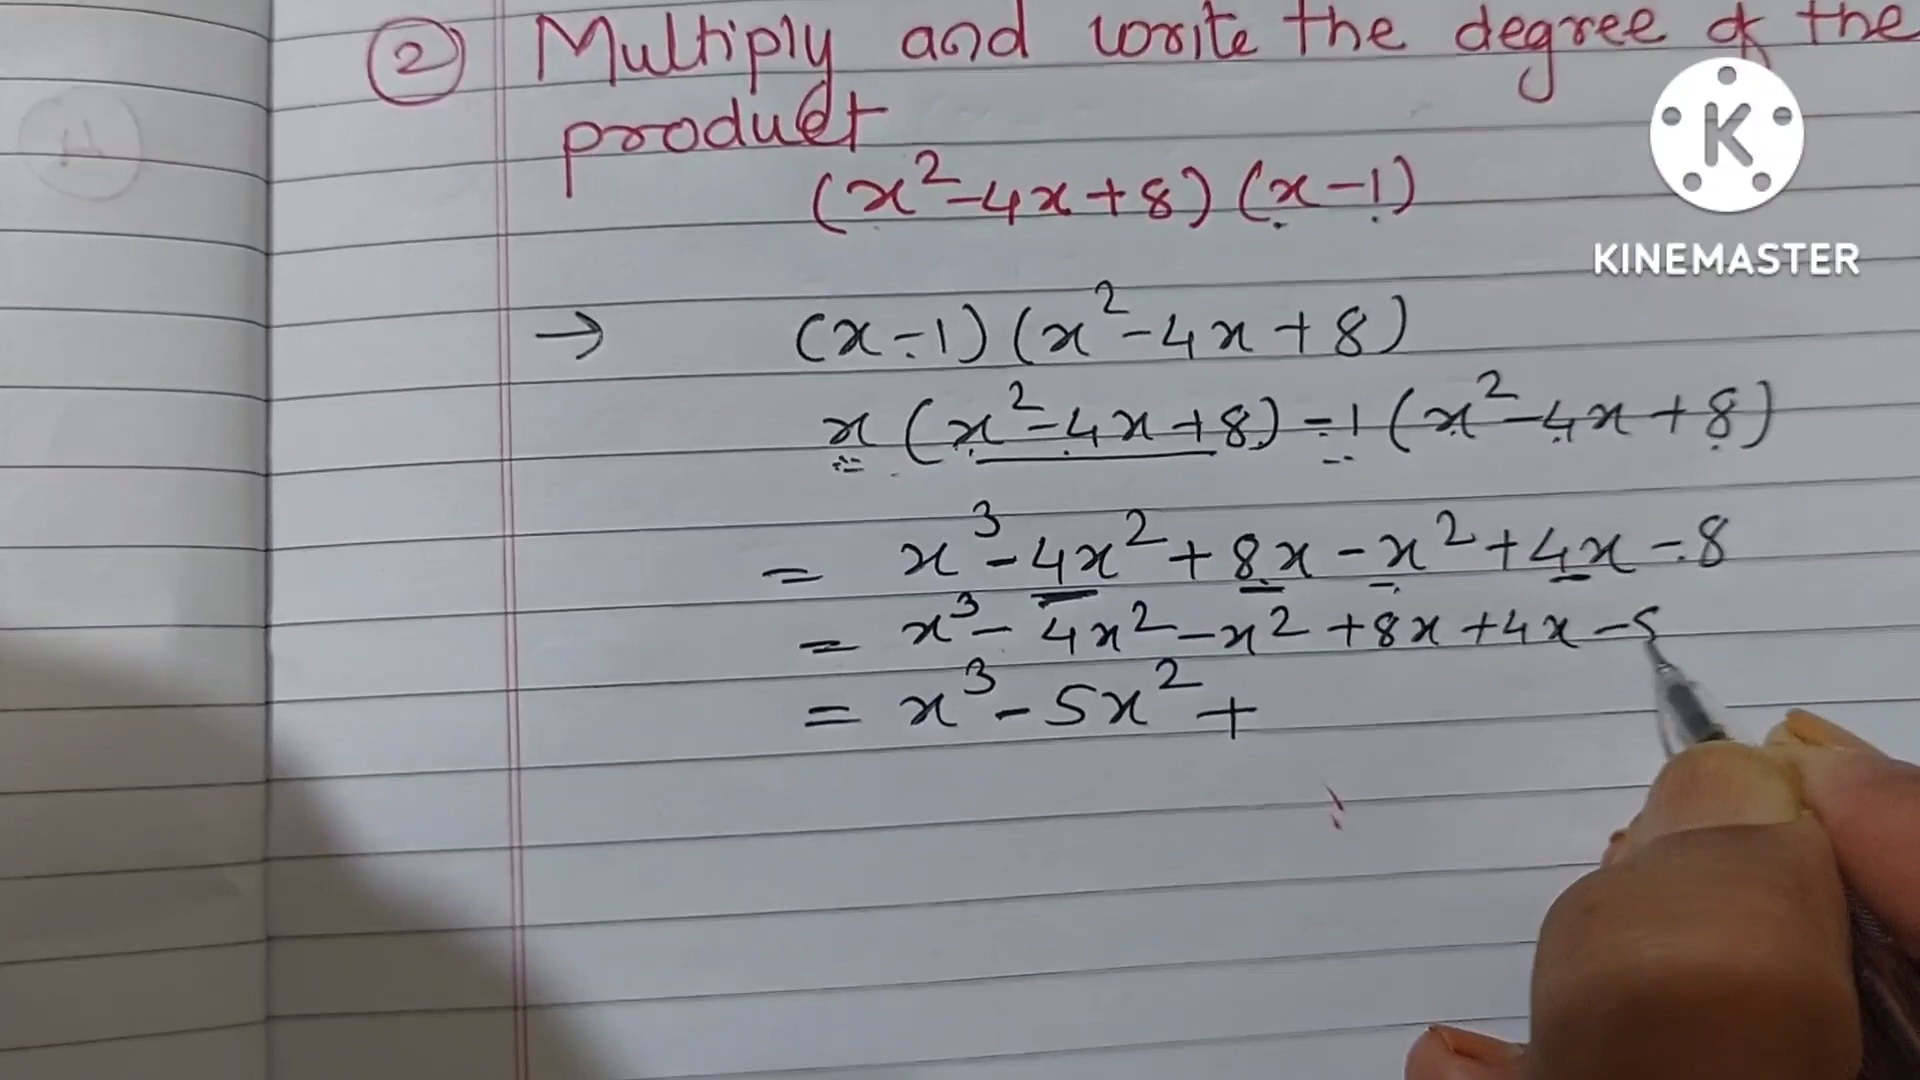 ② Multiply and write the degree of the
product
(x²-4x+8) (x-1)
K
KINEMASTER
→ (x-1) (x²-4x+8)
x (x²-4x+8) -1 (x²-4x+8)
= x³-4x²+8x-x²+4x-8
= x³-4x²-x²+8x+4x-
= x³-5x²+